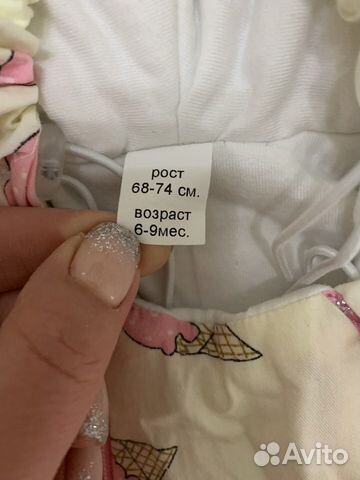 рост
68-74 см.
возраст
6-9мес.
Avito